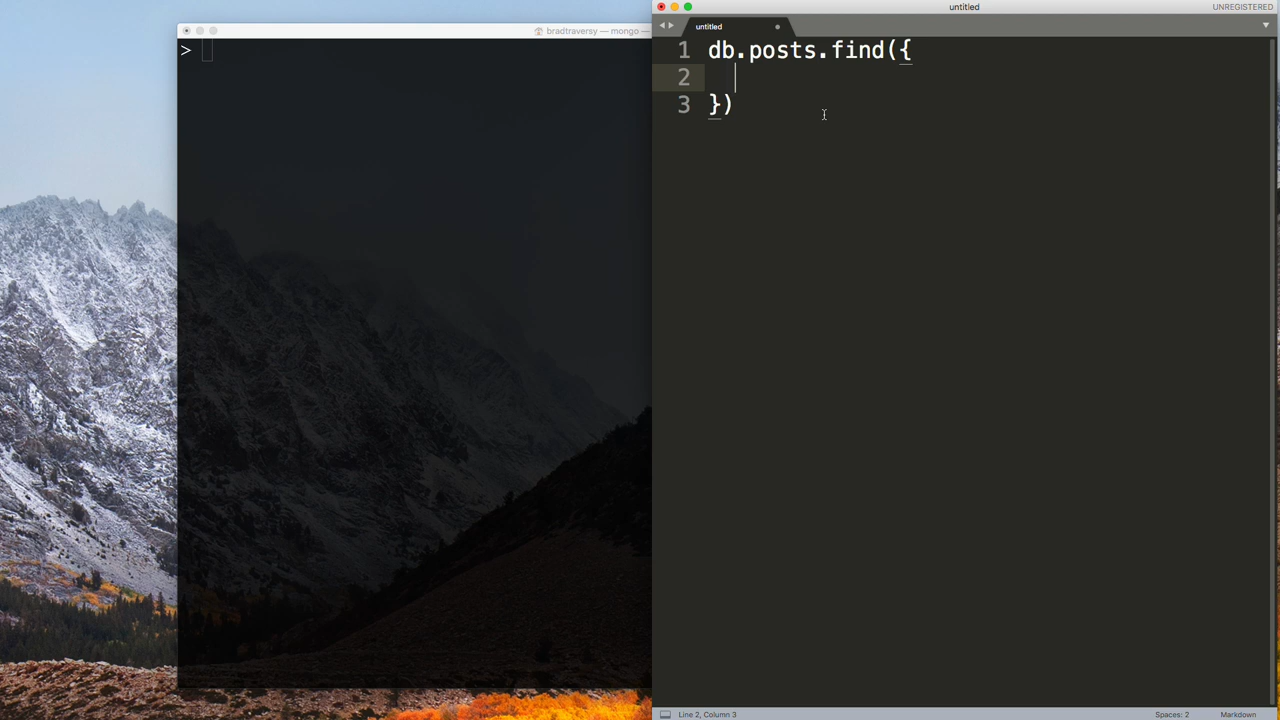 bradtraversy — mongo —
>
untitled
UNREGISTERED
untitled
1 db.posts.find({
2
3 })
Line 2, Column 3
Spaces: 2
Markdown